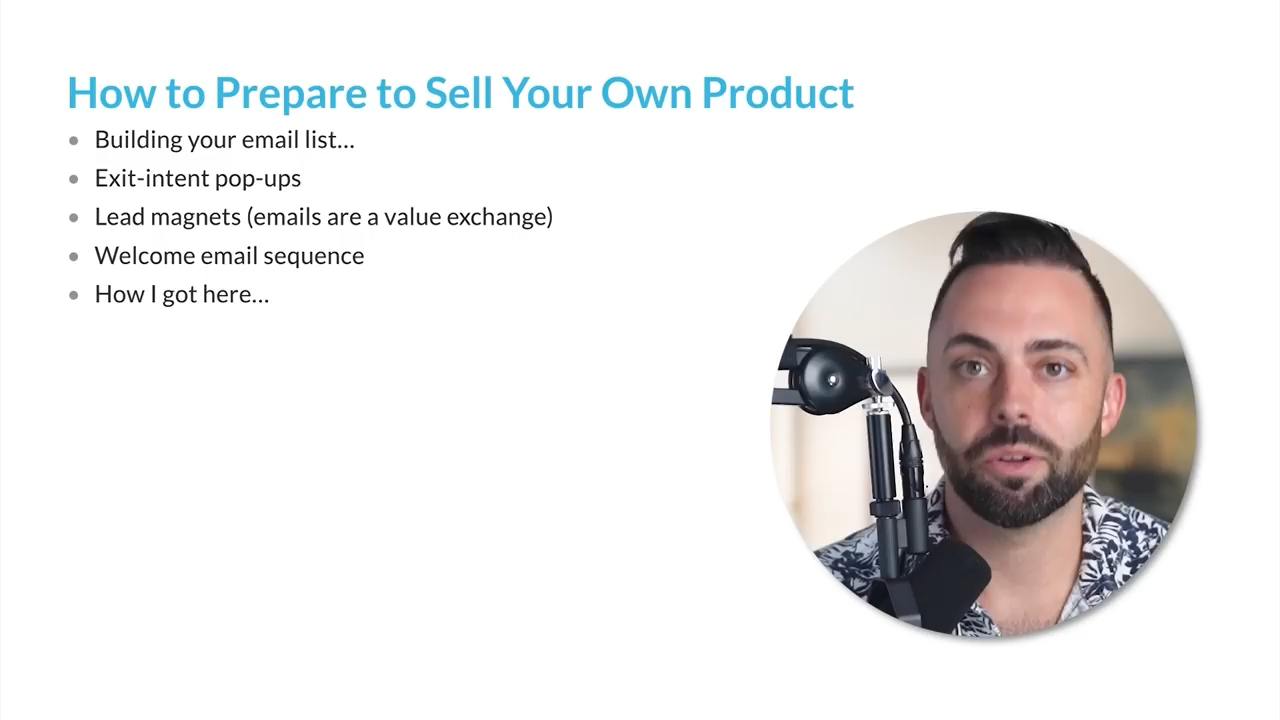 How to Prepare to Sell Your Own Product
Building your email list...
Exit-intent pop-ups
Lead magnets (emails are a value exchange)
Welcome email sequence
How I got here...